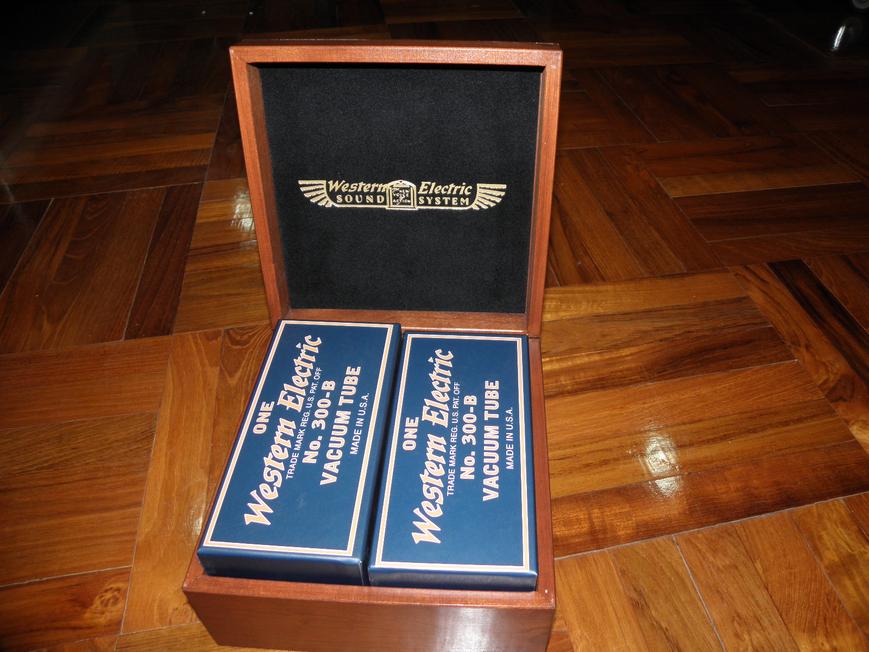 Western Electric
SOUND SYSTEM
ONE
Western Electric
TRADE MARK REG. U.S. PAT. OFF
No. 300-B
VACUUM TUBE
MADE IN U.S.A.
ONE
Western Electric
TRADE MARK REG. U.S. PAT. OFF
No. 300-B
VACUUM TUBE
MADE IN U.S.A.